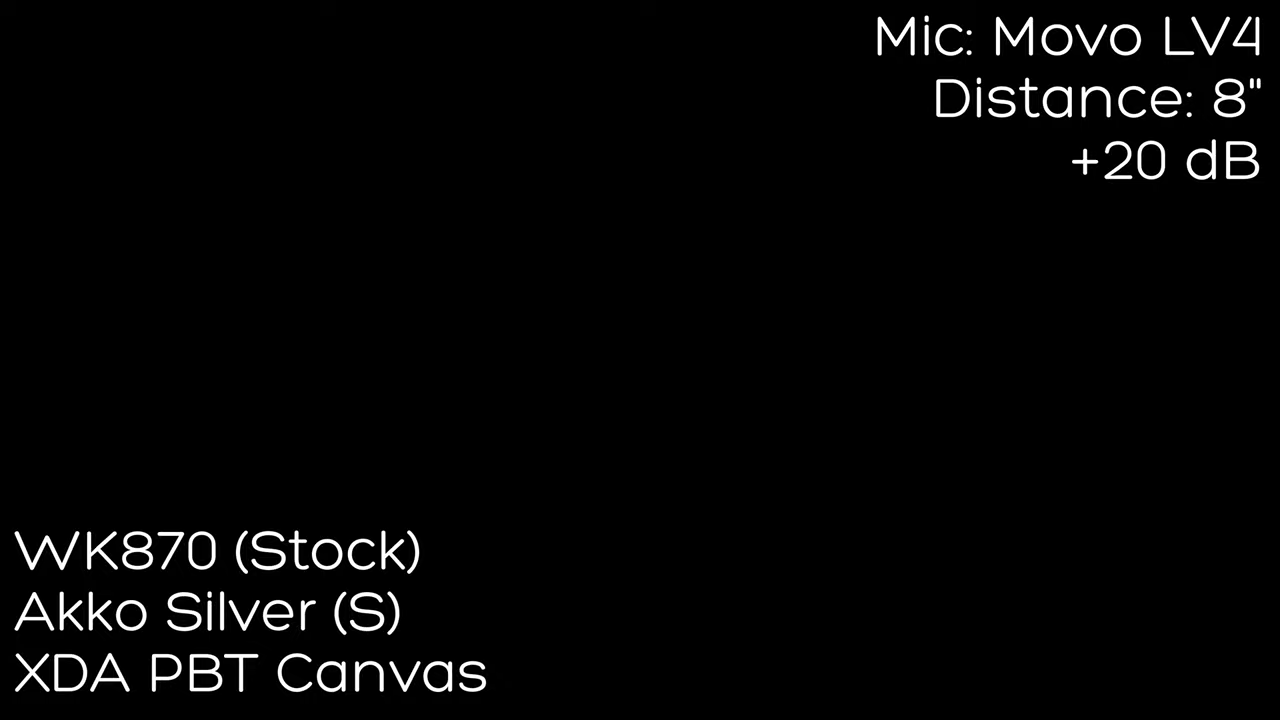 Mic: Movo LV4
Distance: 8"
+20 dB
WK870 (Stock)
Akko Silver (S)
XDA PBT Canvas